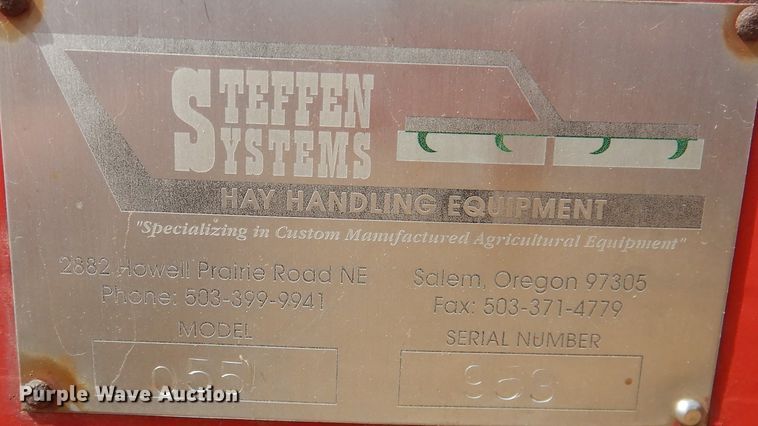 STEFFEN
SYSTEMS
HAY HANDLING EQUIPMENT
"Specializing in Custom Manufactured Agricultural Equipment"
2882 Howell Prairie Road NE Salem, Oregon 97305
Phone: 503-399-9941 Fax: 503-371-4779
MODEL SERIAL NUMBER
953
Purple Wave Auction